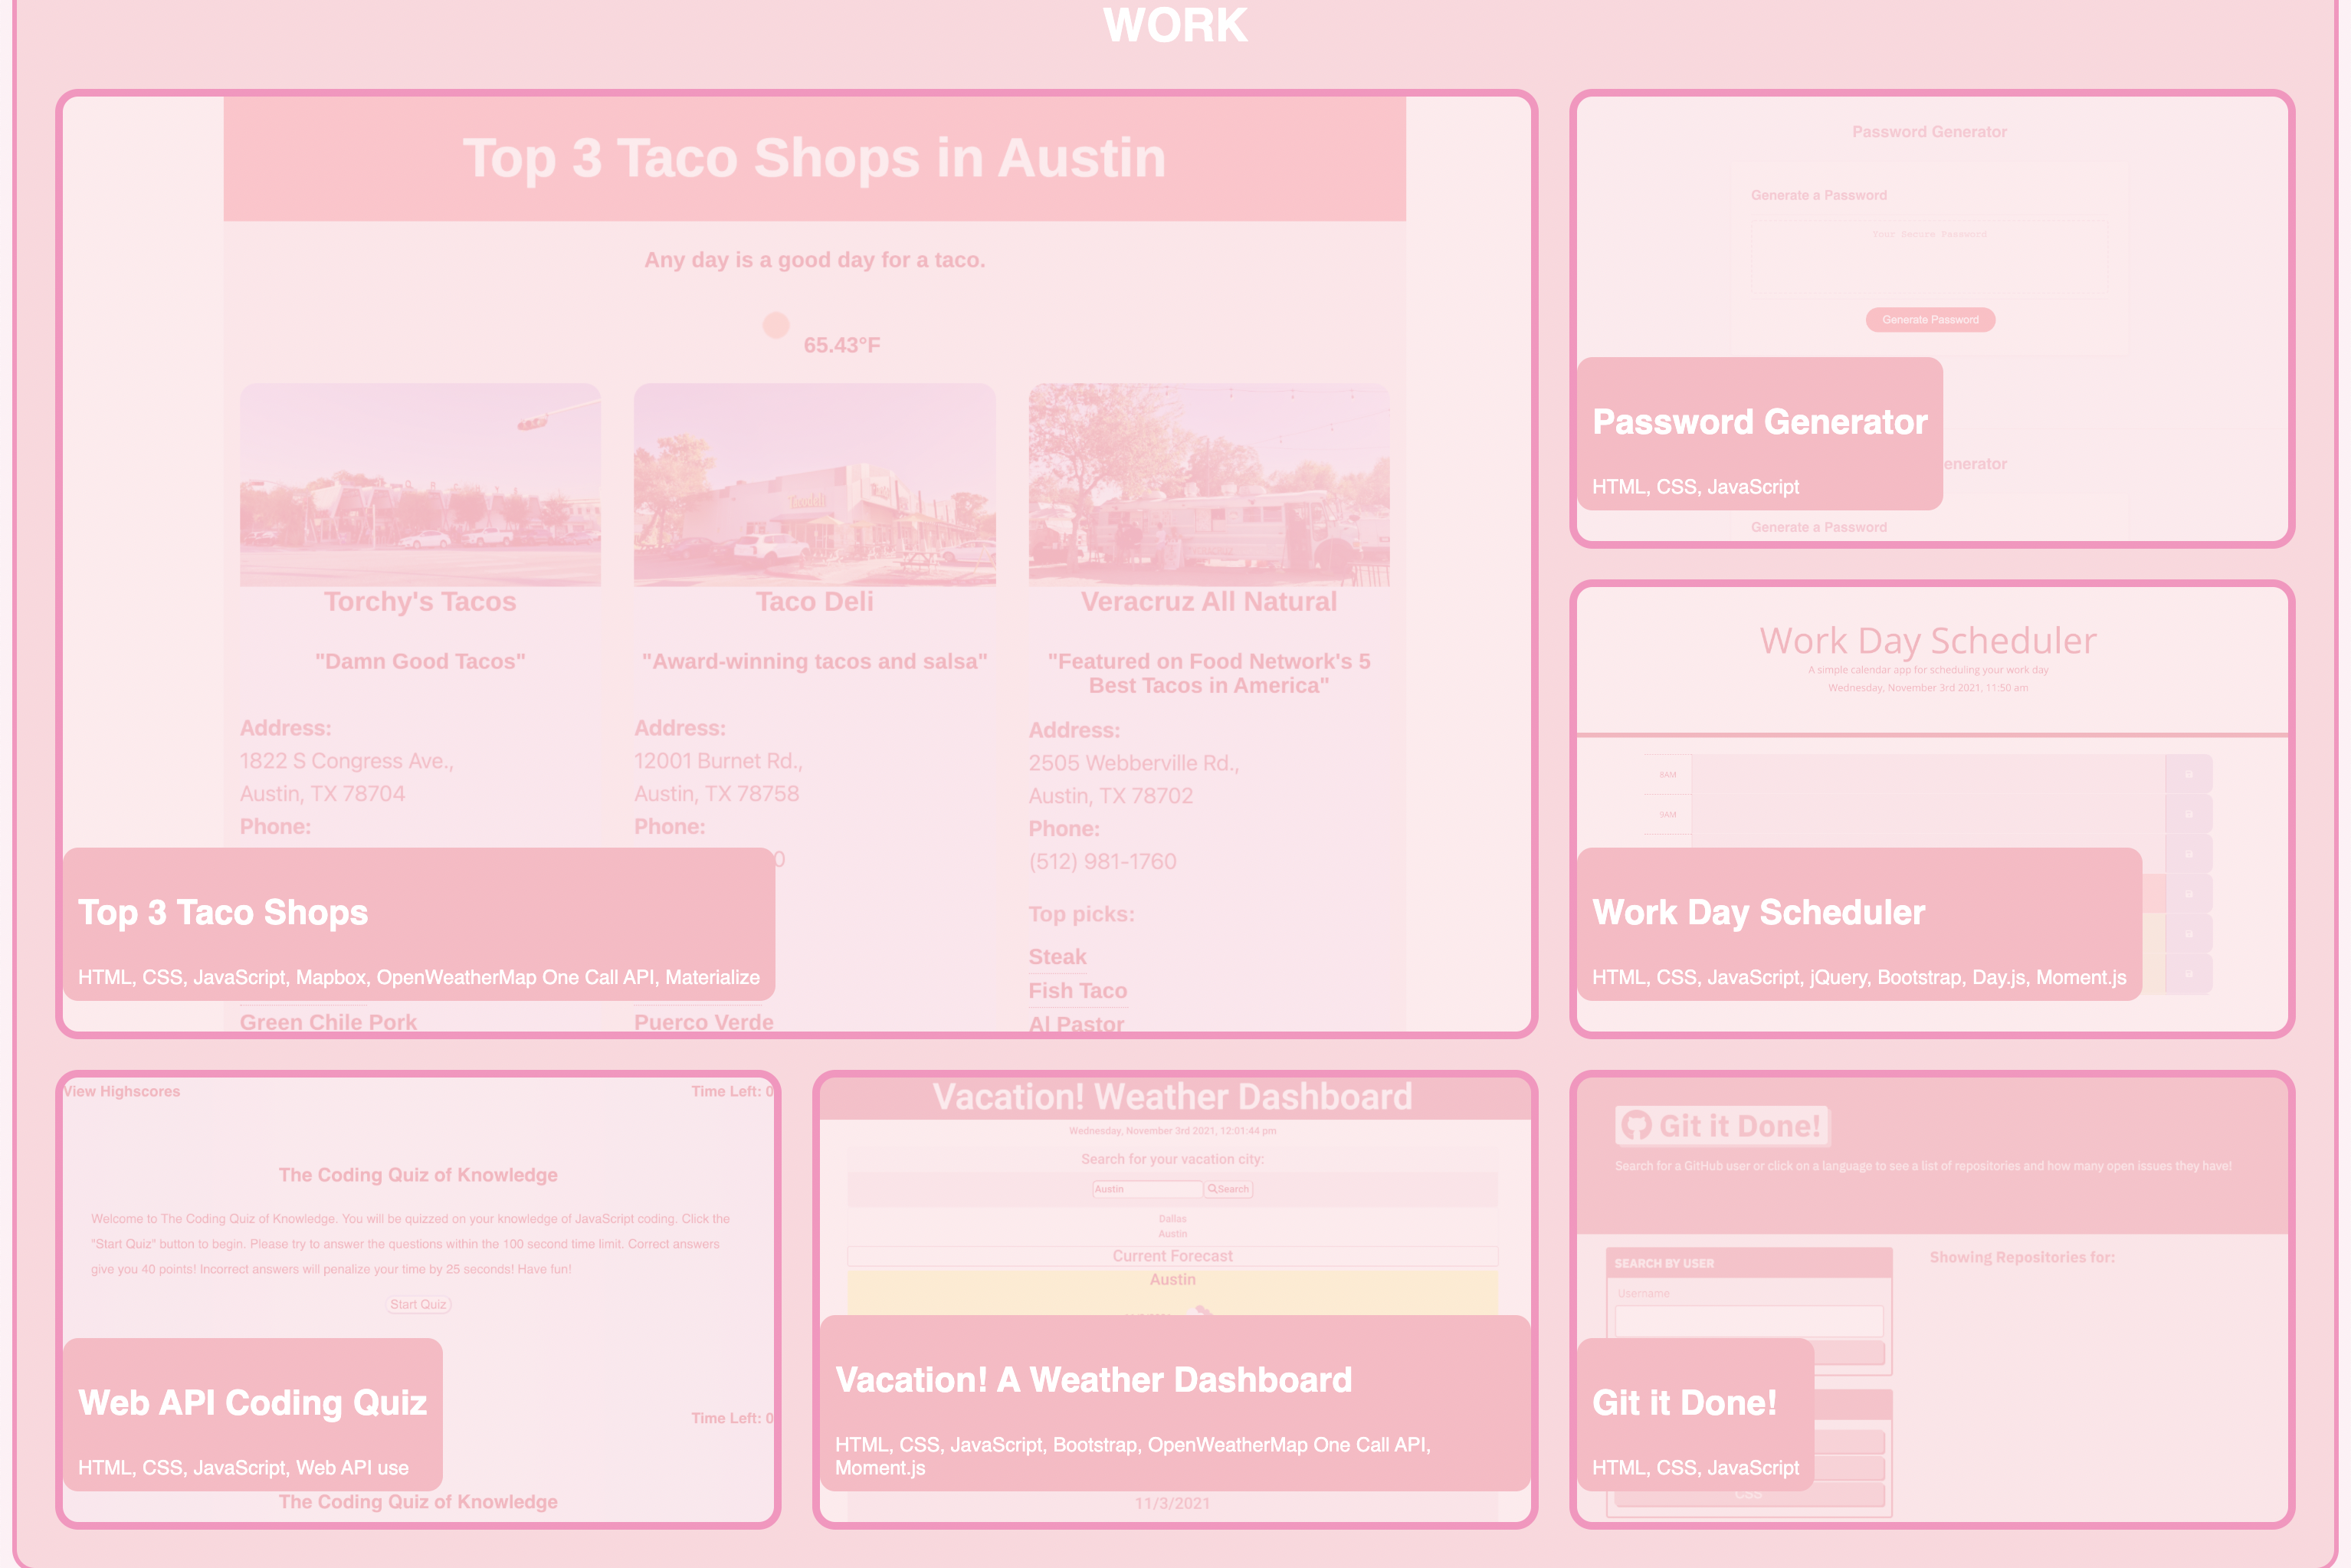 WORK
Top 3 Taco Shops in Austin
Any day is a good day for a taco.
65.43°F
Torchy's Tacos
"Damn Good Tacos"
Address:
1822 S Congress Ave.,
Austin, TX 78704
Phone:
Green Chile Pork
Taco Deli
"Award-winning tacos and salsa"
Address:
12001 Burnet Rd.,
Austin, TX 78758
Phone:
0
Puerco Verde
Veracruz All Natural
"Featured on Food Network's 5
Best Tacos in America"
Address:
2505 Webberville Rd.,
Austin, TX 78702
Phone:
(512) 981-1760
Top picks:
Steak
Fish Taco
Al Pastor
Top 3 Taco Shops
HTML, CSS, JavaScript, Mapbox, OpenWeatherMap One Call API, Materialize
Password Generator
Generate a Password
Your Secure Password
Generate Password
Password Generator
HTML, CSS, JavaScript
enerator
Generate a Password
Work Day Scheduler
A simple calendar app for scheduling your work day
Wednesday, November 3rd 2021, 11:50 am
8AM
9AM
Work Day Scheduler
HTML, CSS, JavaScript, jQuery, Bootstrap, Day.js, Moment.js
View Highscores
Time Left: 0
The Coding Quiz of Knowledge
Welcome to The Coding Quiz of Knowledge. You will be quizzed on your knowledge of JavaScript coding. Click the
"Start Quiz" button to begin. Please try to answer the questions within the 100 second time limit. Correct answers
give you 40 points! Incorrect answers will penalize your time by 25 seconds! Have fun!
Start Quiz
Time Left: 0
Web API Coding Quiz
HTML, CSS, JavaScript, Web API use
The Coding Quiz of Knowledge
Vacation! Weather Dashboard
Wednesday, November 3rd 2021, 12:01:44 pm
Search for your vacation city:
Austin
Search
Dallas
Austin
Current Forecast
Austin
Vacation! A Weather Dashboard
HTML, CSS, JavaScript, Bootstrap, OpenWeatherMap One Call API,
Moment.js
11/3/2021
Git it Done!
Search for a GitHub user or click on a language to see a list of repositories and how many open issues they have!
SEARCH BY USER
Username
Showing Repositories for:
Git it Done!
HTML, CSS, JavaScript
CSS